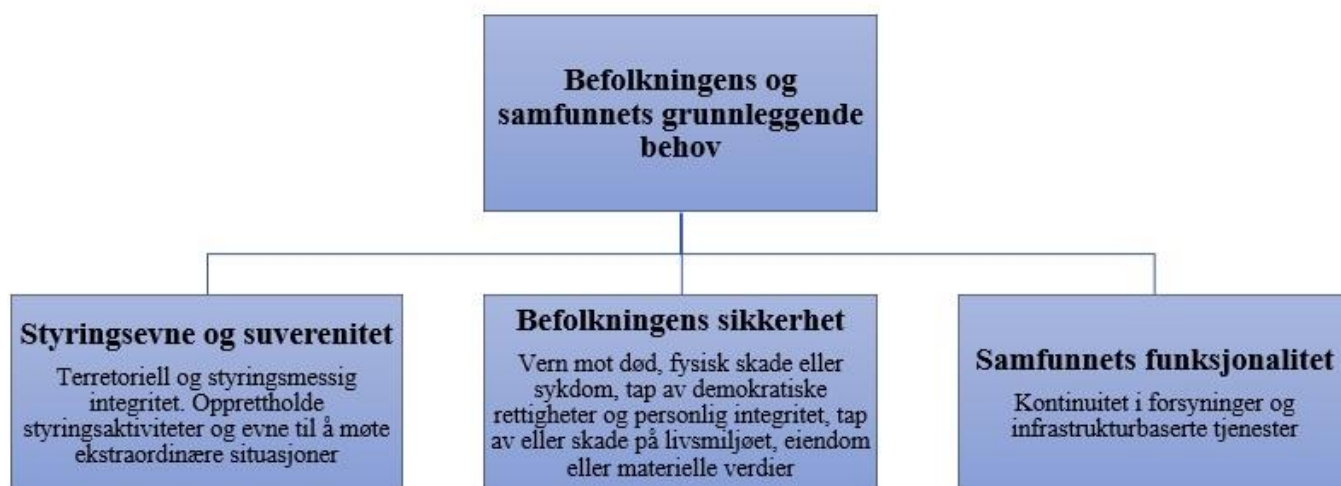 Befolkningens og
samfunnets grunnleggende
behov
Styringsevne og suverenitet
Terretoriell og styringsmessig
integritet. Opprettholde
styringsaktiviteter og evne til å møte
ekstraordinære situasjoner
Befolkningens sikkerhet
Vern mot død, fysisk skade eller
sykdom, tap av demokratiske
rettigheter og personlig integritet, tap
av eller skade på livsmiljøet, eiendom
eller materielle verdier
Samfunnets funksjonalitet
Kontinuitet i forsyninger og
infrastrukturbaserte tjenester